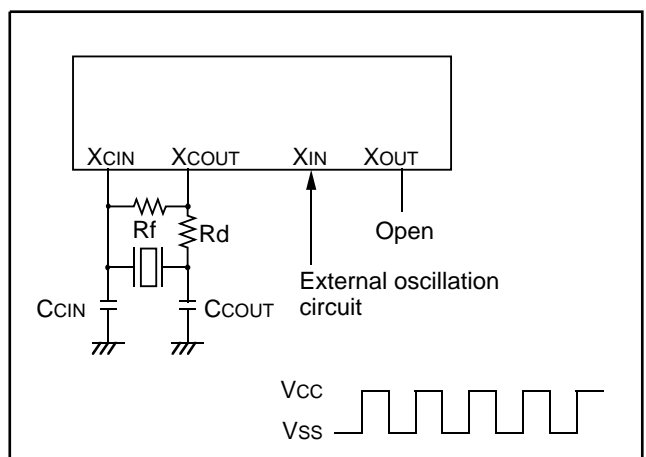 XCIN XCOUT XIN XOUT
Rf
Rd
Open
External oscillation
circuit
CCIN
CCOUT
VCC
VSS